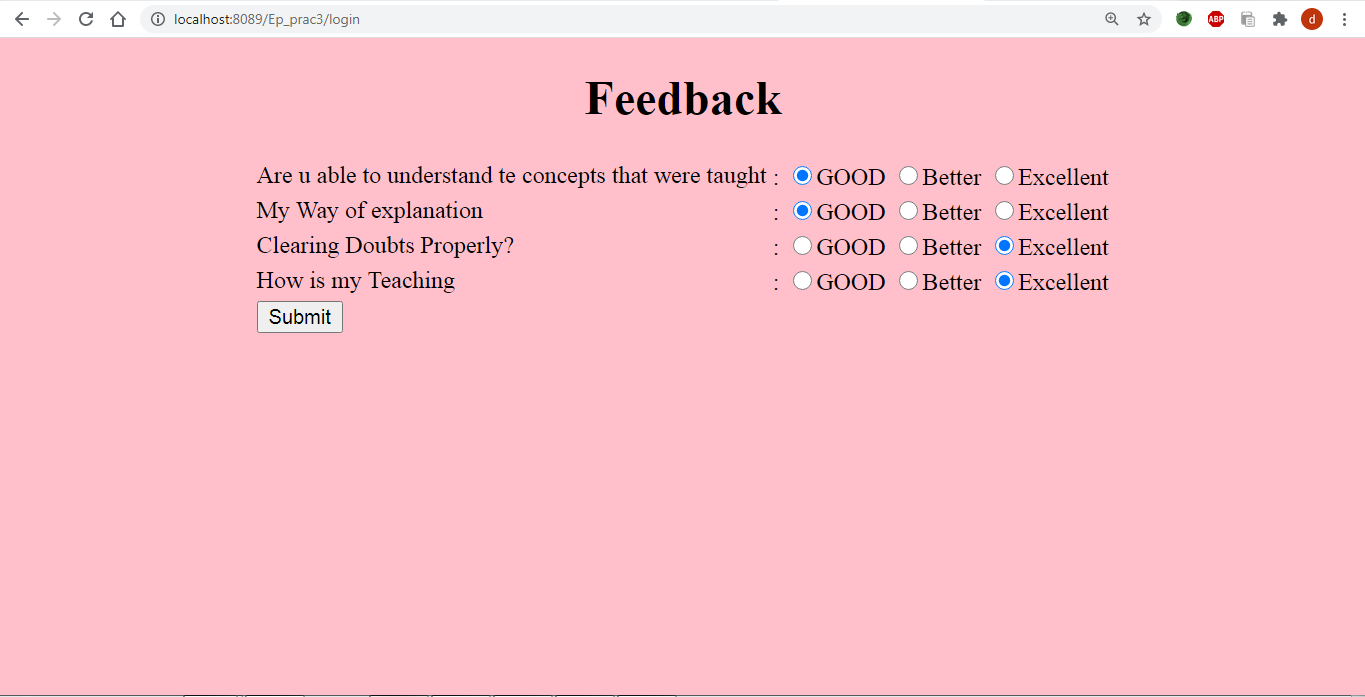 localhost:8089/Ep_prac3/login
ABP
d
Feedback
Are u able to understand te concepts that were taught : GOOD Better Excellent
My Way of explanation : GOOD Better Excellent
Clearing Doubts Properly? : GOOD Better Excellent
How is my Teaching : GOOD Better Excellent
Submit